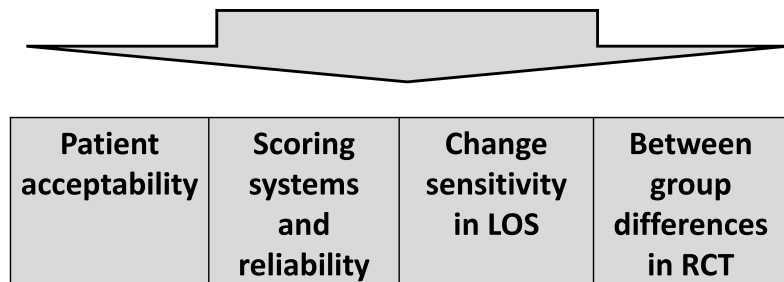 Patient
acceptability
Scoring
systems
and
reliability
Change
sensitivity
in LOS
Between
group
differences
in RCT